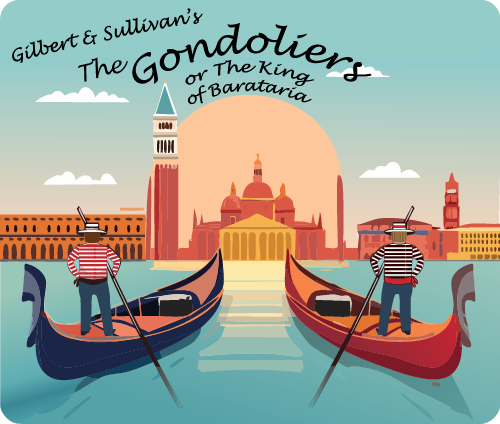 Gilbert & Sullivan's
The Gondoliers
or The King
of Barataria